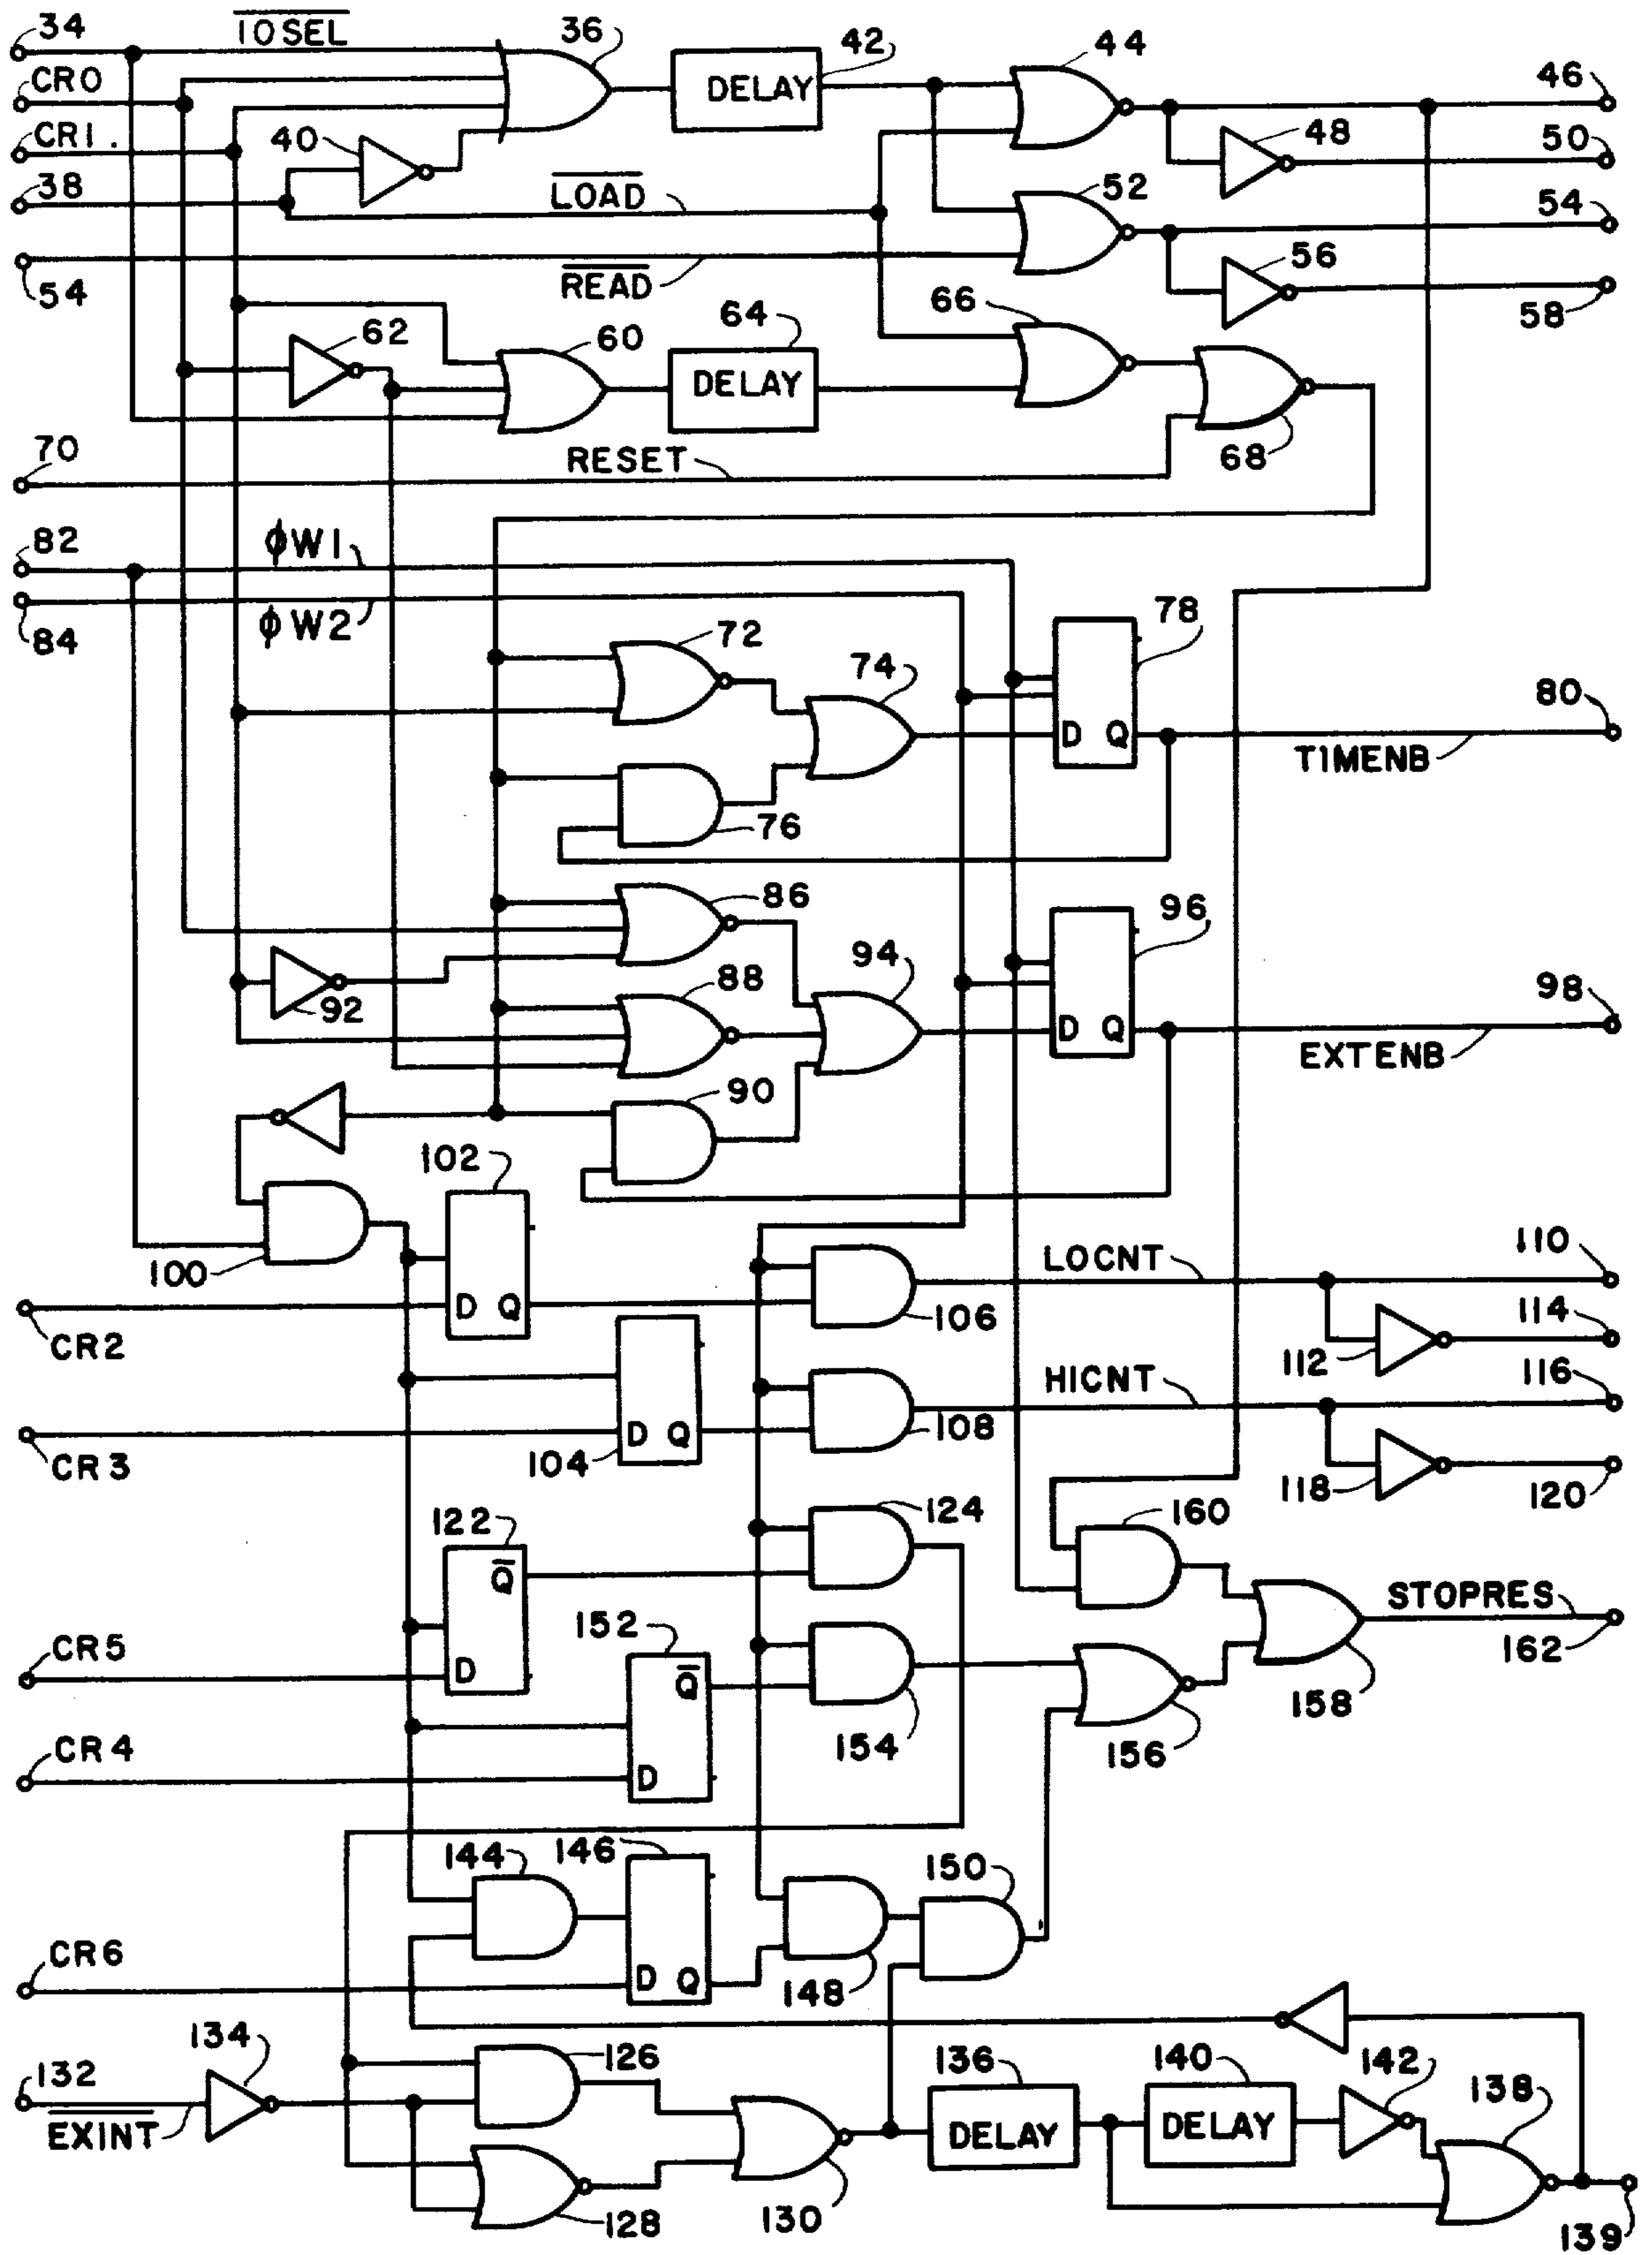 34 IOSEL 36 42 44 46
CR0 DELAY
CR1. 40 48 50
38 LOAD 52 54
54 READ 56 58
62 60 64 66
DELAY
70 RESET 68
82 ΦW1
84 ΦW2 72 74 78 80
D Q TIMENB
76
86 96
92 88 94 98
D Q EXTENB
90
102
100 LOCNT 110
CR2 D Q 106 112 114
HICNT 116
CR3 104 D Q 108 118 120
122 Q 124 160
CR5 D 152 Q STOPRES 162
CR4 D 154 156 158
144 146 150
CR6 D Q 148
132 134 126 136 140 142 138
EXINT DELAY DELAY
128 130 139